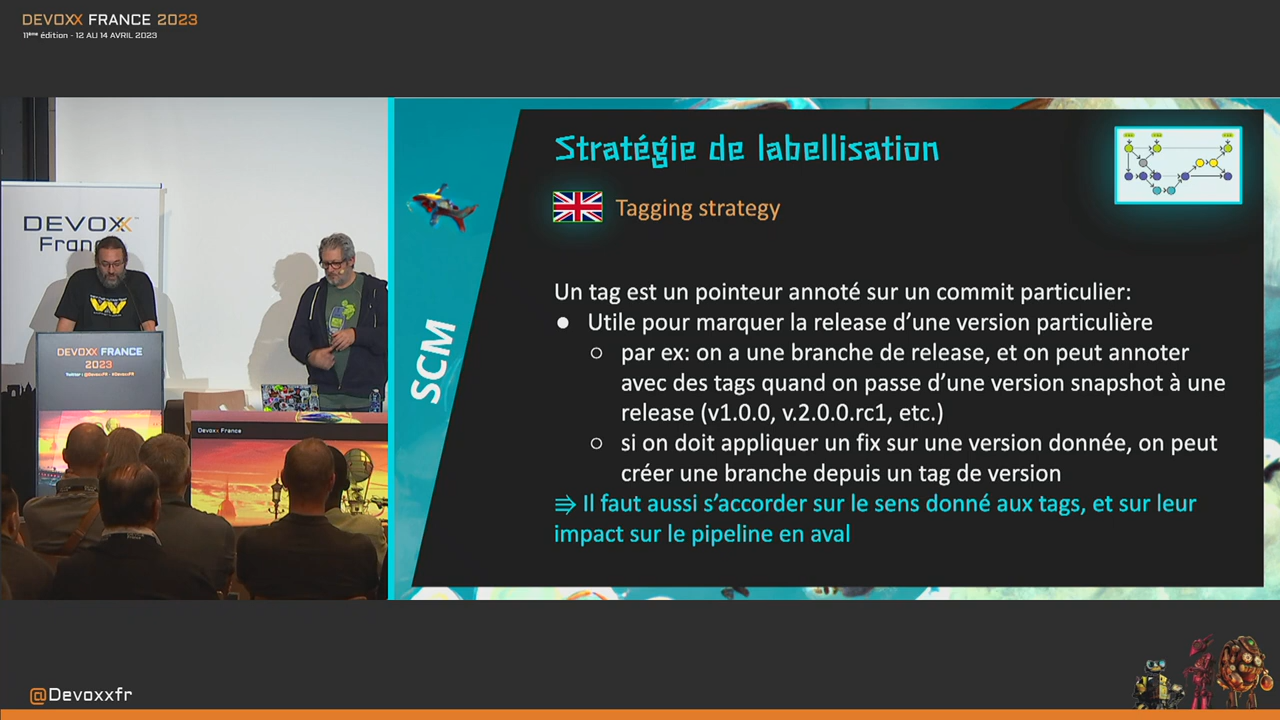 DEVOXX FRANCE 2023
11ème édition - 12 AU 14 AVRIL 2023
DEVOXX
France
DEVOXX FRANCE
2023
Twitter : @DevoxxFR - #DevoxxFR
Devoxx France
SCM
Stratégie de labellisation
Tagging strategy
Un tag est un pointeur annoté sur un commit particulier:
● Utile pour marquer la release d’une version particulière
○ par ex: on a une branche de release, et on peut annoter
avec des tags quand on passe d’une version snapshot à une
release (v1.0.0, v.2.0.0.rc1, etc.)
○ si on doit appliquer un fix sur une version donnée, on peut
créer une branche depuis un tag de version
⇛ Il faut aussi s’accorder sur le sens donné aux tags, et sur leur
impact sur le pipeline en aval
@Devoxxfr